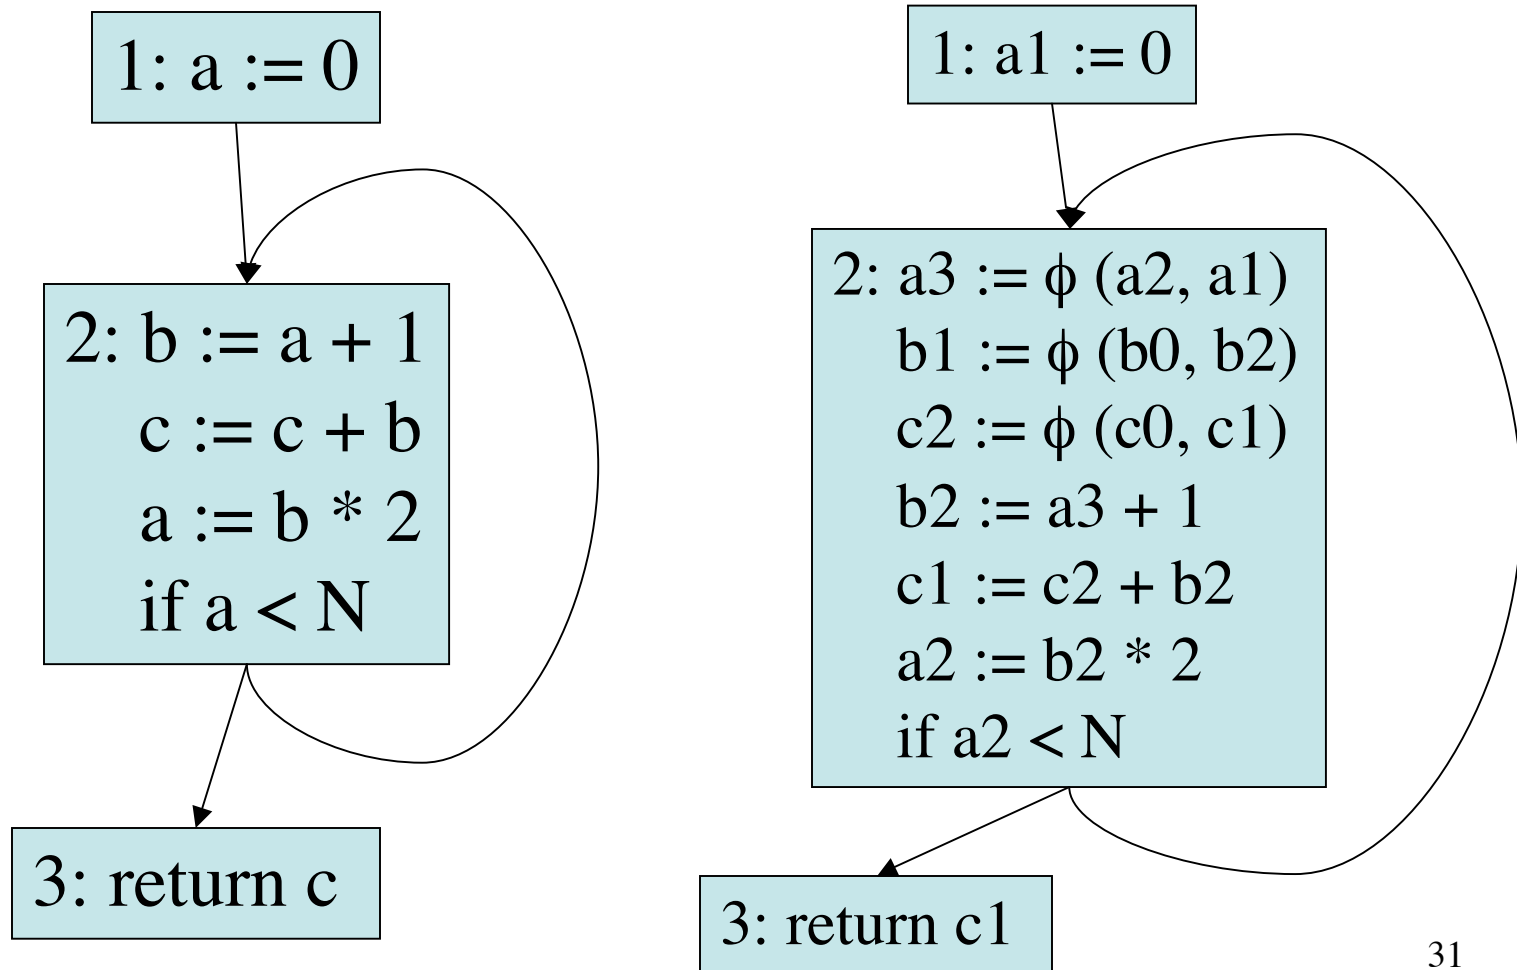 1: a := 0
2: b := a + 1
c := c + b
a := b * 2
if a < N
3: return c
1: a1 := 0
2: a3 := ϕ (a2, a1)
b1 := ϕ (b0, b2)
c2 := ϕ (c0, c1)
b2 := a3 + 1
c1 := c2 + b2
a2 := b2 * 2
if a2 < N
3: return c1
31